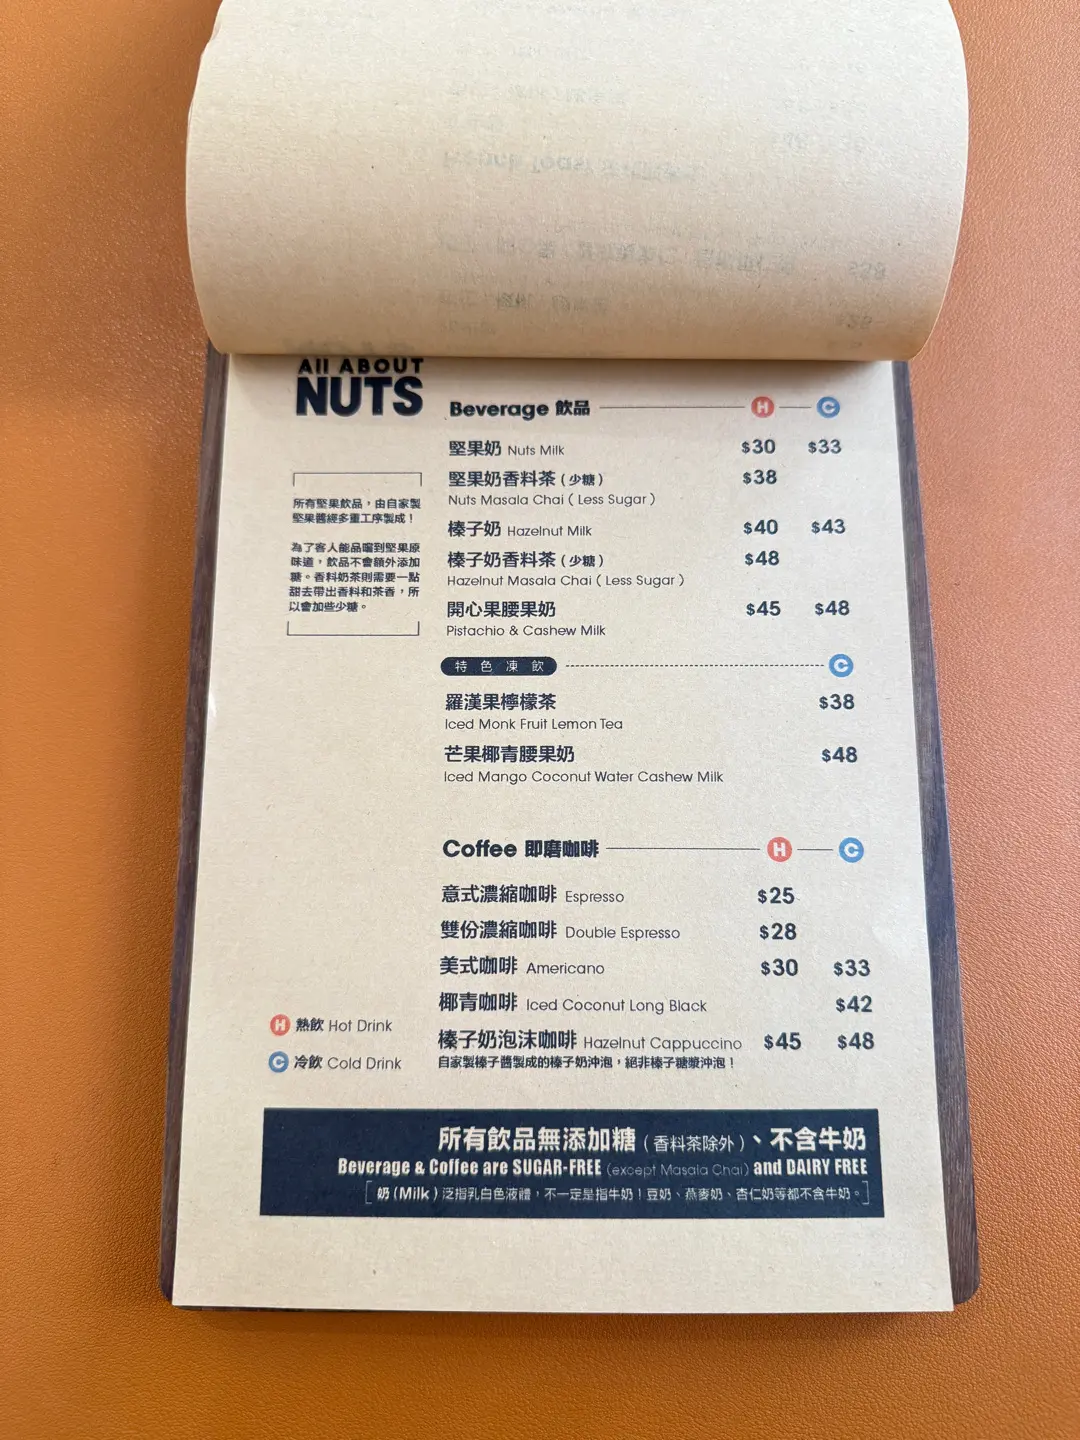 All ABOUT
NUTS
所有堅果飲品，由自家製
堅果醬經多重工序製成！
為了客人能品嚐到堅果原
味道，飲品不會額外添加
糖。香料奶茶則需要一點
甜去帶出香料和茶香，所
以會加些少糖。
Beverage 飲品 H C
堅果奶 Nuts Milk $30 $33
堅果奶香料茶 ( 少糖 ) $38
Nuts Masala Chai ( Less Sugar )
榛子奶 Hazelnut Milk $40 $43
榛子奶香料茶 ( 少糖 ) $48
Hazelnut Masala Chai ( Less Sugar )
開心果腰果奶 $45 $48
Pistachio & Cashew Milk
特色凍飲 C
羅漢果檸檬茶 $38
Iced Monk Fruit Lemon Tea
芒果椰青腰果奶 $48
Iced Mango Coconut Water Cashew Milk
Coffee 即磨咖啡 H C
意式濃縮咖啡 Espresso $25
雙份濃縮咖啡 Double Espresso $28
美式咖啡 Americano $30 $33
椰青咖啡 Iced Coconut Long Black $42
榛子奶泡沫咖啡 Hazelnut Cappuccino $45 $48
自家製榛子醬製成的榛子奶沖泡，絕非榛子糖漿沖泡！
H 熱飲 Hot Drink
C 冷飲 Cold Drink
所有飲品無添加糖 ( 香料茶除外 )、不含牛奶
Beverage & Coffee are SUGAR-FREE (except Masala Chai) and DAIRY FREE
奶 (Milk ) 泛指乳白色液體，不一定是指牛奶！豆奶、燕麥奶、杏仁奶等都不含牛奶。